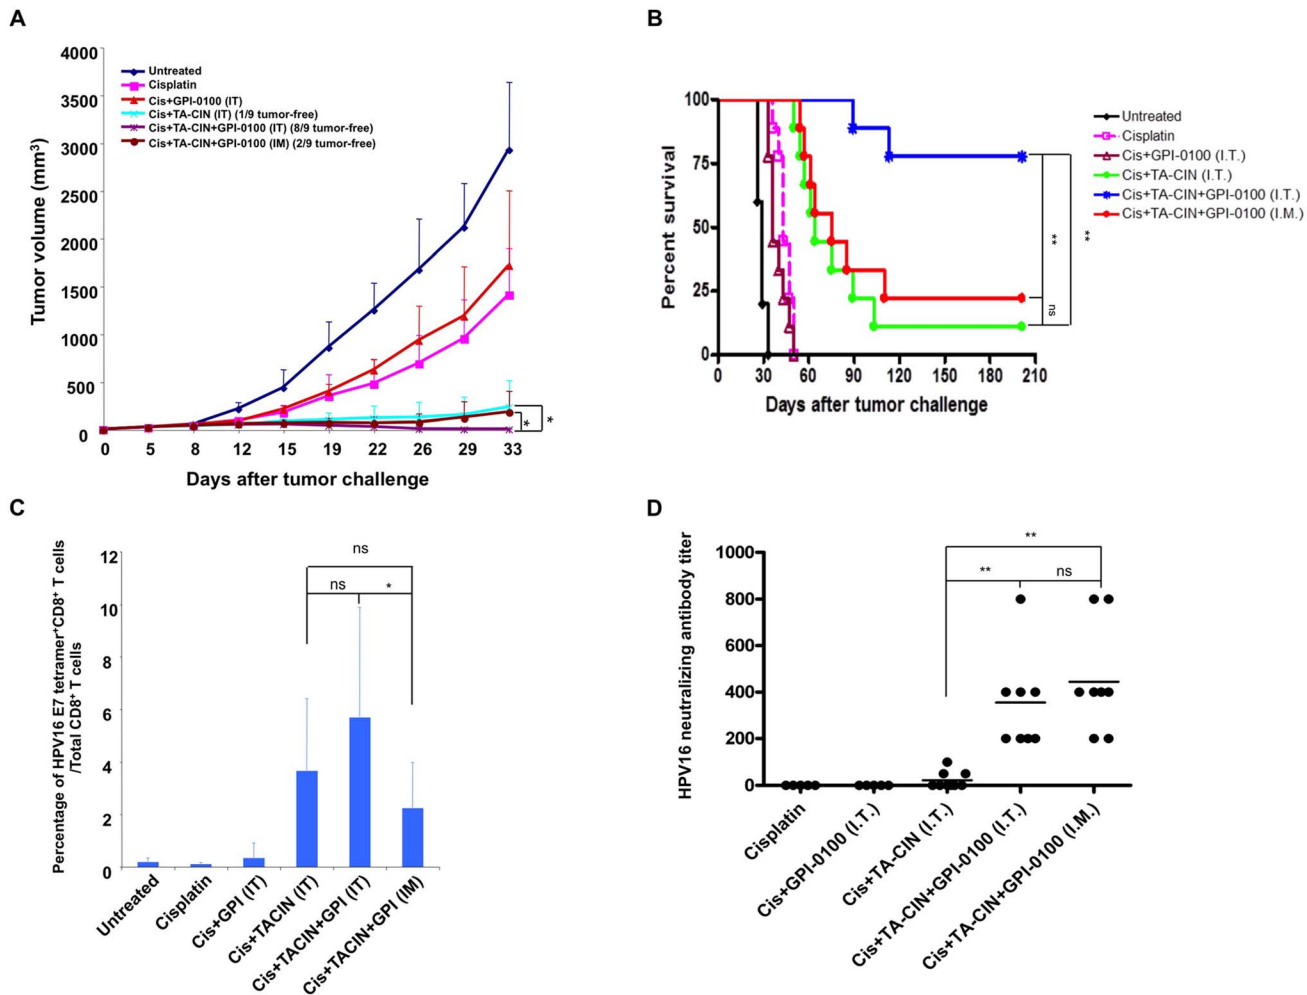 A
4000
3500
3000
2500
2000
1500
1000
500
0
Tumor volume (mm³)
Untreated
Cisplatin
Cis+GPI-0100 (IT)
Cis+TA-CIN (IT) (1/9 tumor-free)
Cis+TA-CIN+GPI-0100 (IT) (8/9 tumor-free)
Cis+TA-CIN+GPI-0100 (IM) (2/9 tumor-free)
*
*
0 5 8 12 15 19 22 26 29 33
Days after tumor challenge
B
100
75
50
25
0
Percent survival
Untreated
Cisplatin
Cis+GPI-0100 (I.T.)
Cis+TA-CIN (I.T.)
Cis+TA-CIN+GPI-0100 (I.T.)
Cis+TA-CIN+GPI-0100 (I.M.)
**
**
ns
0 30 60 90 120 150 180 210
Days after tumor challenge
C
12
10
8
6
4
2
0
Percentage of HPV16 E7 tetramer⁺CD8⁺ T cells
/Total CD8⁺ T cells
ns
ns
*
Untreated
Cisplatin
Cis+GPI (IT)
Cis+TACIN (IT)
Cis+TACIN+GPI (IT)
Cis+TACIN+GPI (IM)
D
1000
800
600
400
200
0
HPV16 neutralizing antibody titer
**
**
ns
Cisplatin
Cis+GPI-0100 (I.T.)
Cis+TA-CIN (I.T.)
Cis+TA-CIN+GPI-0100 (I.T.)
Cis+TA-CIN+GPI-0100 (I.M.)